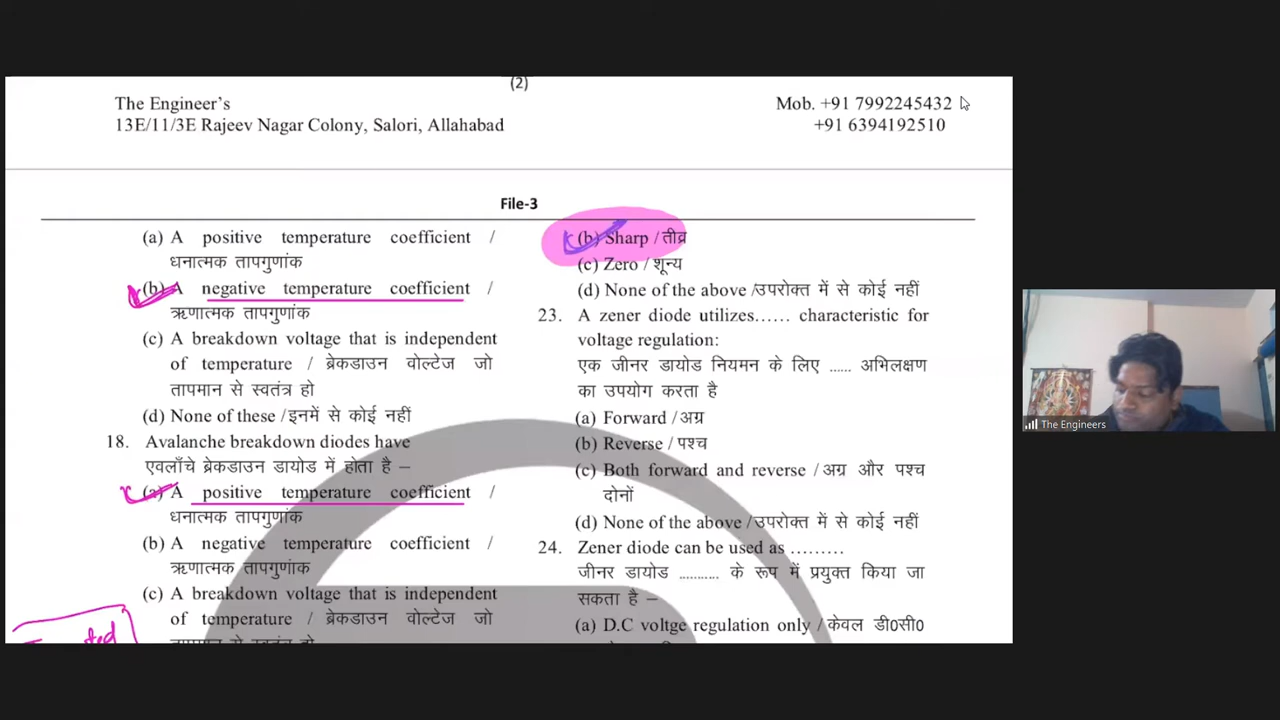 (2)
The Engineer's
13E/11/3E Rajeev Nagar Colony, Salori, Allahabad
Mob. +91 7992245432
+91 6394192510
File-3
(a) A positive temperature coefficient /
धनात्मक तापगुणांक
(b) A negative temperature coefficient /
ऋणात्मक तापगुणांक
(c) A breakdown voltage that is independent
of temperature / ब्रेकडाउन वोल्टेज जो
तापमान से स्वतंत्र हो
(d) None of these / इनमें से कोई नहीं
18. Avalanche breakdown diodes have
एवलाँचे ब्रेकडाउन डायोड में होता है –
(a) A positive temperature coefficient /
धनात्मक तापगुणांक
(b) A negative temperature coefficient /
ऋणात्मक तापगुणांक
(c) A breakdown voltage that is independent
of temperature / ब्रेकडाउन वोल्टेज जो
(b) Sharp / तीव्र
(c) Zero / शून्य
(d) None of the above /उपरोक्त में से कोई नहीं
23. A zener diode utilizes...... characteristic for
voltage regulation:
एक जीनर डायोड नियमन के लिए ...... अभिलक्षण
का उपयोग करता है
(a) Forward / अग्र
(b) Reverse / पश्च
(c) Both forward and reverse / अग्र और पश्च
दोनों
(d) None of the above / उपरोक्त में से कोई नहीं
24. Zener diode can be used as .........
जीनर डायोड ........... के रूप में प्रयुक्त किया जा
सकता है –
(a) D.C voltge regulation only / केवल डी0सी0
The Engineers